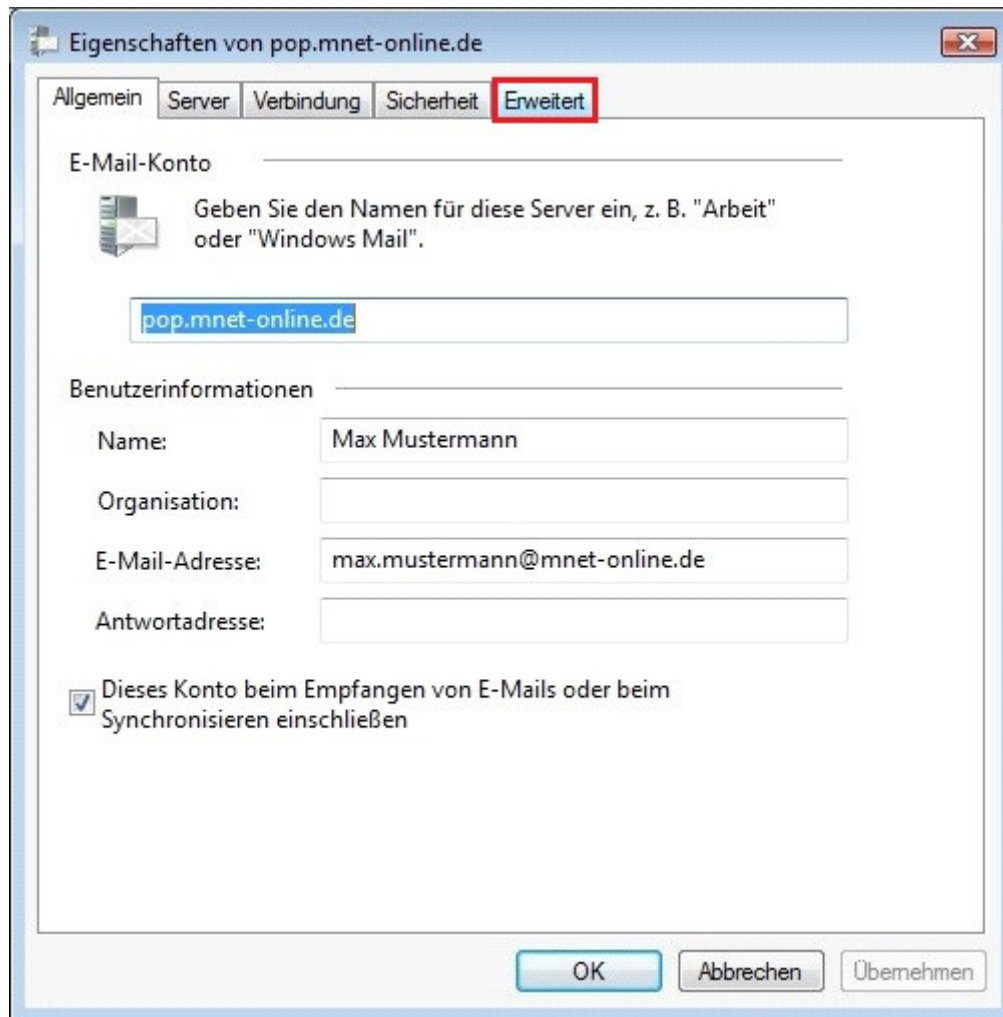 Eigenschaften von pop.mnet-online.de
Allgemein Server Verbindung Sicherheit Erweitert
E-Mail-Konto
Geben Sie den Namen für diese Server ein, z. B. "Arbeit"
oder "Windows Mail".
pop.mnet-online.de
Benutzerinformationen
Name: Max Mustermann
Organisation:
E-Mail-Adresse: max.mustermann@mnet-online.de
Antwortadresse:
Dieses Konto beim Empfangen von E-Mails oder beim
Synchronisieren einschließen
OK Abbrechen Übernehmen